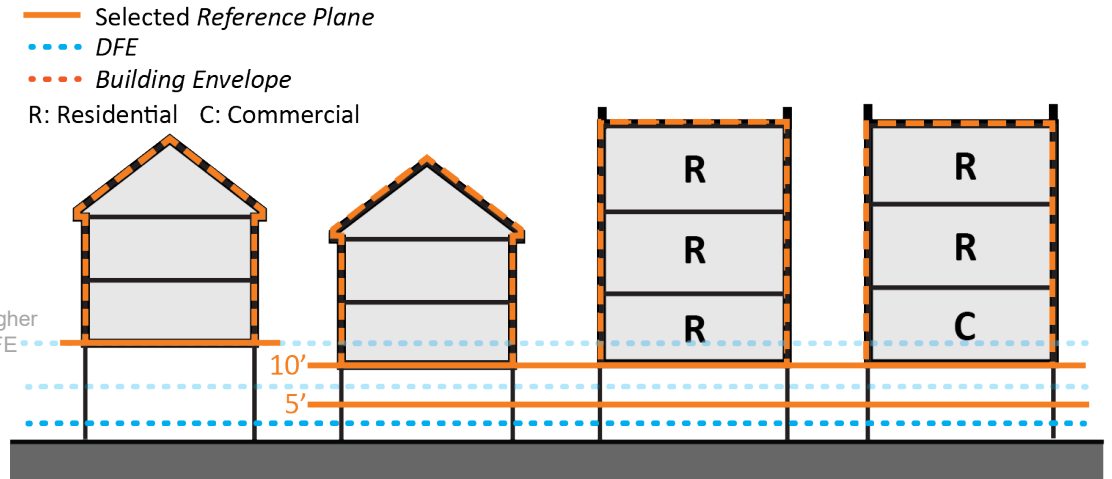 Selected Reference Plane
DFE
Building Envelope
R: Residential C: Commercial
R
R
R
R
R
C
10’
5’